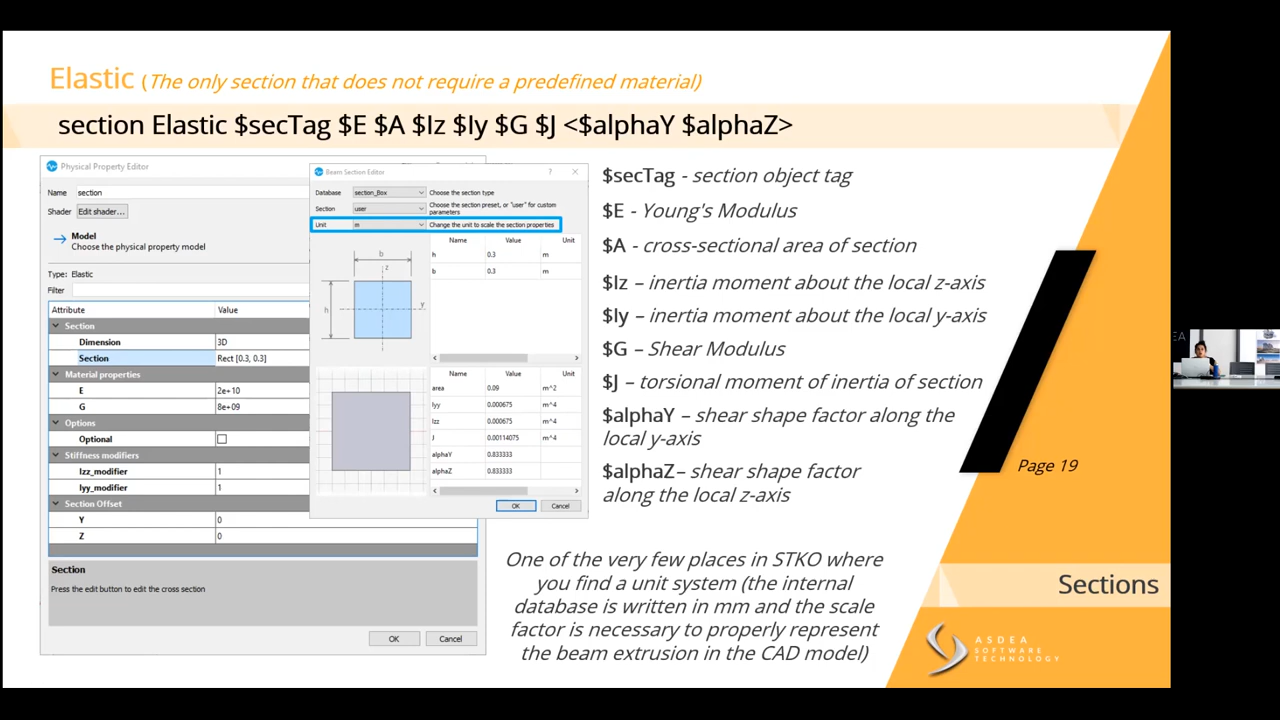 Elastic (The only section that does not require a predefined material)
section Elastic $secTag $E $A $Iz $Iy $G $J <$alphaY $alphaZ>
Physical Property Editor
Name section
Shader Edit shader...
Model
Choose the physical property model
Type: Elastic
Filter
Attribute Value
Section
Dimension 3D
Section Rect [0.3, 0.3]
Material properties
E 2e+10
G 8e+09
Options
Optional
Stiffness modifiers
Izz_modifier 1
Iyy_modifier 1
Section Offset
Y 0
Z 0
Section
Press the edit button to edit the cross section
OK Cancel
Beam Section Editor ? ×
Database section_Box Choose the section type
Section user Choose the section preset, or "user" for custom
parameters
Unit m Change the unit to scale the section properties
Name Value Unit
h 0.3 m
b 0.3 m
b
z
h
y
Name Value Unit
area 0.09 m^2
Iyy 0.000675 m^4
Izz 0.000675 m^4
J 0.00114075 m^4
alphaY 0.833333
alphaZ 0.833333
OK Cancel
$secTag - section object tag
$E - Young's Modulus
$A - cross-sectional area of section
$Iz – inertia moment about the local z-axis
$Iy – inertia moment about the local y-axis
$G – Shear Modulus
$J – torsional moment of inertia of section
$alphaY – shear shape factor along the
local y-axis
$alphaZ– shear shape factor
along the local z-axis
Page 19
One of the very few places in STKO where
you find a unit system (the internal
database is written in mm and the scale
factor is necessary to properly represent
the beam extrusion in the CAD model)
Sections
ASDEA
SOFTWARE
TECHNOLOGY